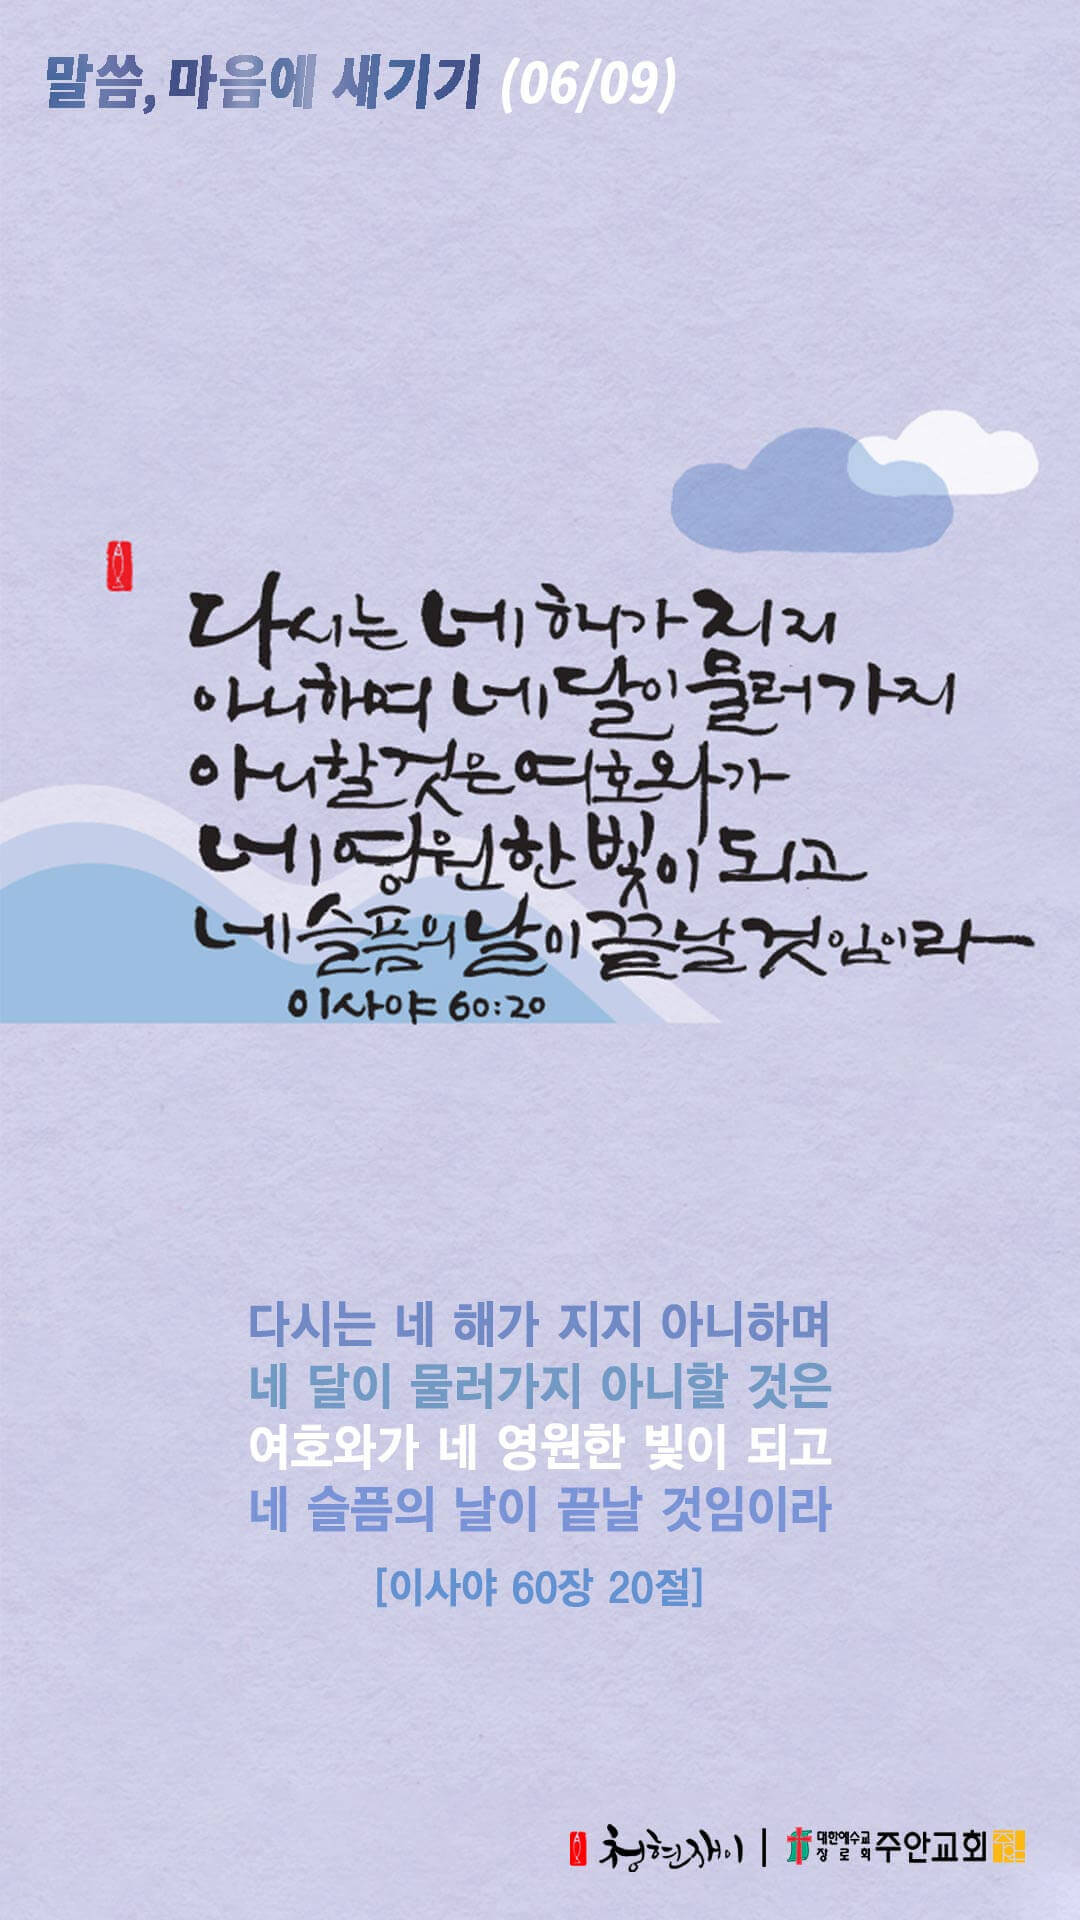 말씀, 마음에 새기기 (06/09)
다시는 네 해가 지지
아니하며 네 달이 물러가지
아니할 것은 여호와가
네 영원한 빛이 되고
네 슬픔의 날이 끝날 것임이라
이사야 60:20
다시는 네 해가 지지 아니하며
네 달이 물러가지 아니할 것은
여호와가 네 영원한 빛이 되고
네 슬픔의 날이 끝날 것임이라
[이사야 60장 20절]
청현재이 | 대한예수교
장로회 주안교회